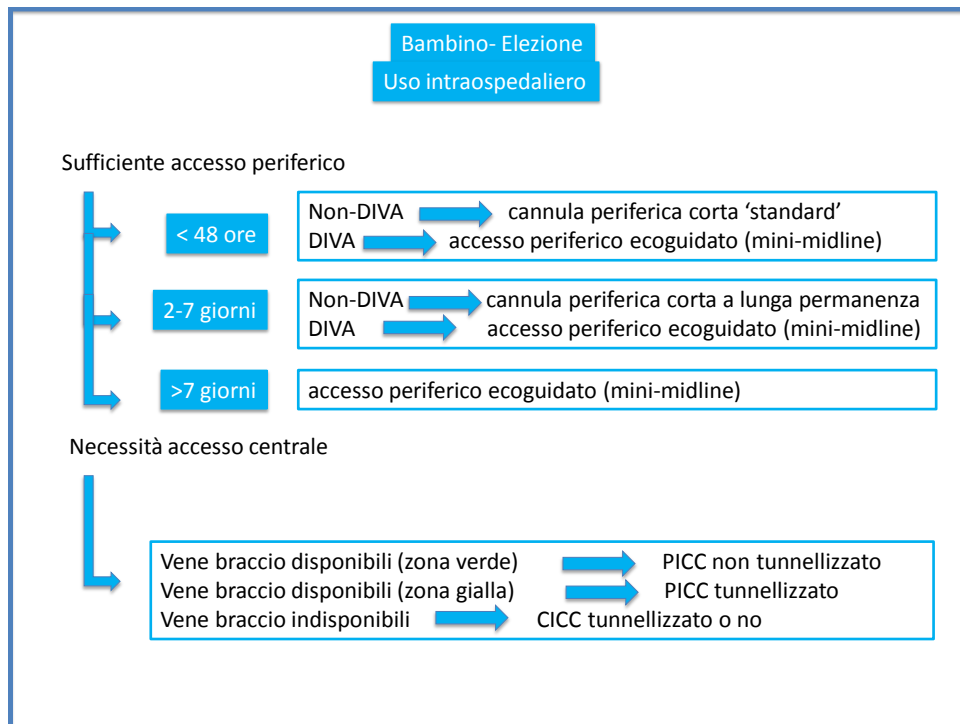 Bambino- Elezione
Uso intraospedaliero
Sufficiente accesso periferico
< 48 ore
Non-DIVA cannula periferica corta ‘standard’
DIVA accesso periferico ecoguidato (mini-midline)
2-7 giorni
Non-DIVA cannula periferica corta a lunga permanenza
DIVA accesso periferico ecoguidato (mini-midline)
>7 giorni
accesso periferico ecoguidato (mini-midline)
Necessità accesso centrale
Vene braccio disponibili (zona verde) PICC non tunnellizzato
Vene braccio disponibili (zona gialla) PICC tunnellizzato
Vene braccio indisponibili CICC tunnellizzato o no